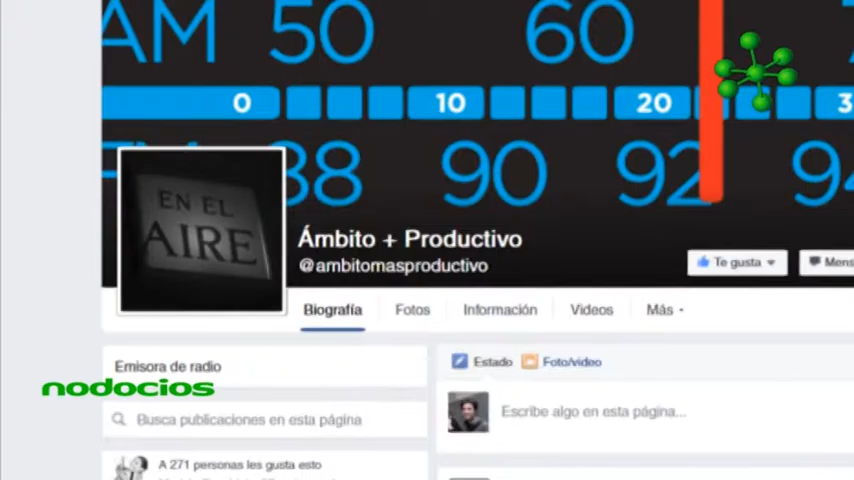 AM 50 60
0 10 20 3
88 90 92 94
EN EL
AIRE
Ámbito + Productivo
@ambitomasproductivo
Te gusta
Mens
Biografía Fotos Información Videos Más
Emisora de radio
Estado Foto/video
nodocios
Busca publicaciones en esta página
Escribe algo en esta página...
A 271 personas les gusta esto